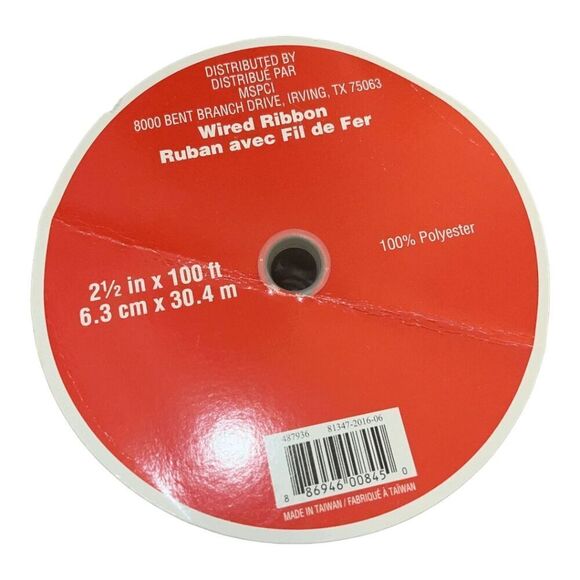 DISTRIBUTED BY
DISTRIBUÉ PAR
MSPCI
8000 BENT BRANCH DRIVE, IRVING, TX 75063
Wired Ribbon
Ruban avec Fil de Fer
100% Polyester
2½ in x 100 ft
6.3 cm x 30.4 m
487936 81347-2016-06
8 86946 00845 0
MADE IN TAIWAN / FABRIQUÉ À TAÏWAN